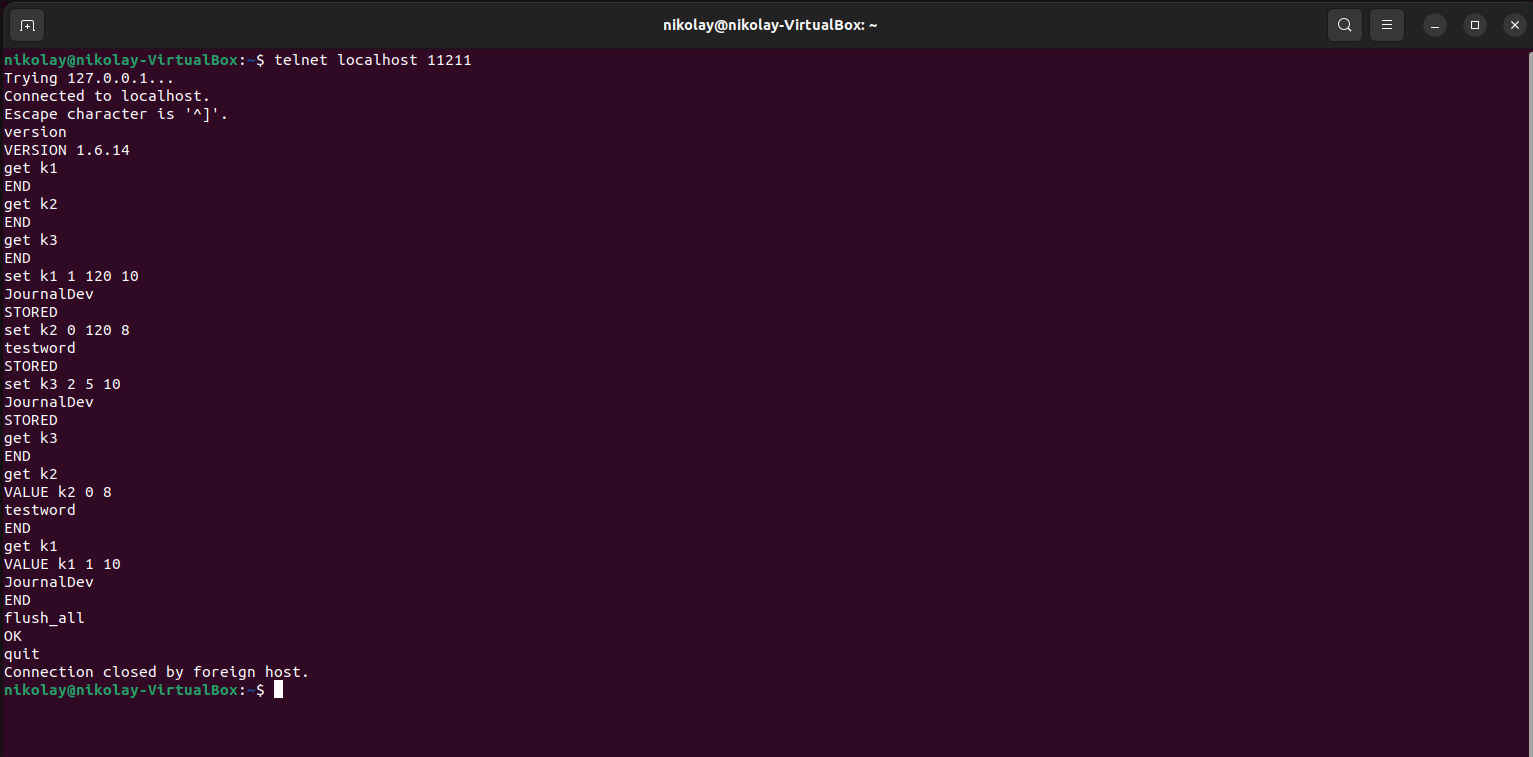 nikolay@nikolay-VirtualBox: ~
nikolay@nikolay-VirtualBox:~$ telnet localhost 11211
Trying 127.0.0.1...
Connected to localhost.
Escape character is '^]'.
version
VERSION 1.6.14
get k1
END
get k2
END
get k3
END
set k1 1 120 10
JournalDev
STORED
set k2 0 120 8
testword
STORED
set k3 2 5 10
JournalDev
STORED
get k3
END
get k2
VALUE k2 0 8
testword
END
get k1
VALUE k1 1 10
JournalDev
END
flush_all
OK
quit
Connection closed by foreign host.
nikolay@nikolay-VirtualBox:~$